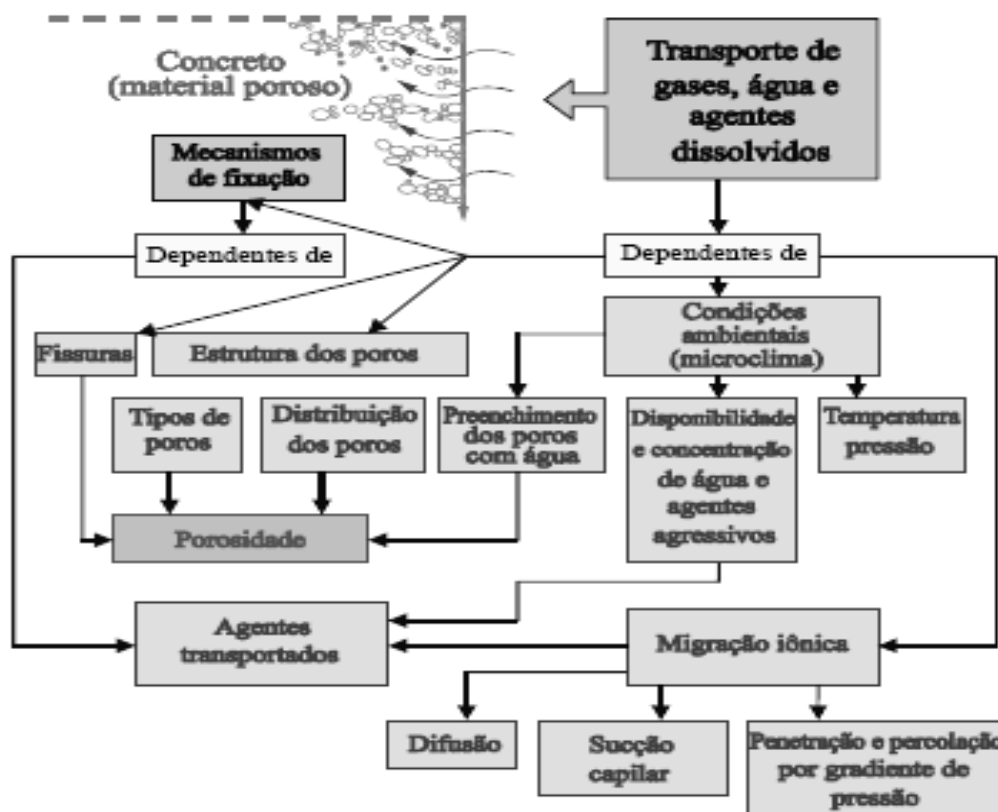 Concreto
(material poroso)
Transporte de
gases, água e
agentes
dissolvidos
Mecanismos
de fixação
Dependentes de
Dependentes de
Condições
ambientais
(microclima)
Fissuras
Estrutura dos poros
Tipos de
poros
Distribuição
dos poros
Preenchimento
dos poros
com água
Disponibilidade
e concentração
de água e
agentes
agressivos
Temperatura
pressão
Porosidade
Agentes
transportados
Migração iônica
Difusão
Sucção
capilar
Penetração e percolação
por gradiente de
pressão